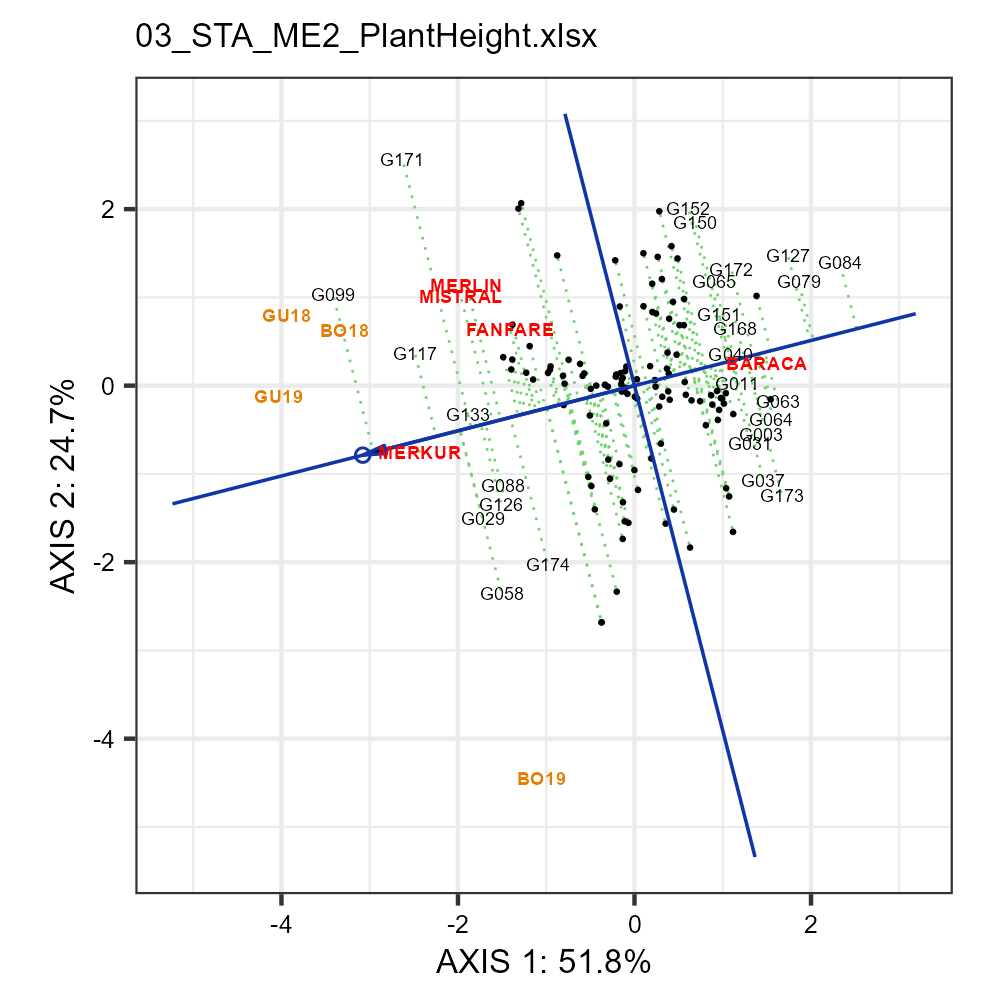 03_STA_ME2_PlantHeight.xlsx
G171
G152
G150
G127
G084
G172
G079
G065
MERLIN
G099
MISTRAL
GU18
G151
BO18
FANFARE
G168
G117
G040
BARACA
G011
GU19
G063
G133
G064
G003
G031
MERKUR
G088
G037
G173
G126
G029
G174
G058
BO19
2
0
-2
-4
-4
-2
0
2
AXIS 2: 24.7%
AXIS 1: 51.8%